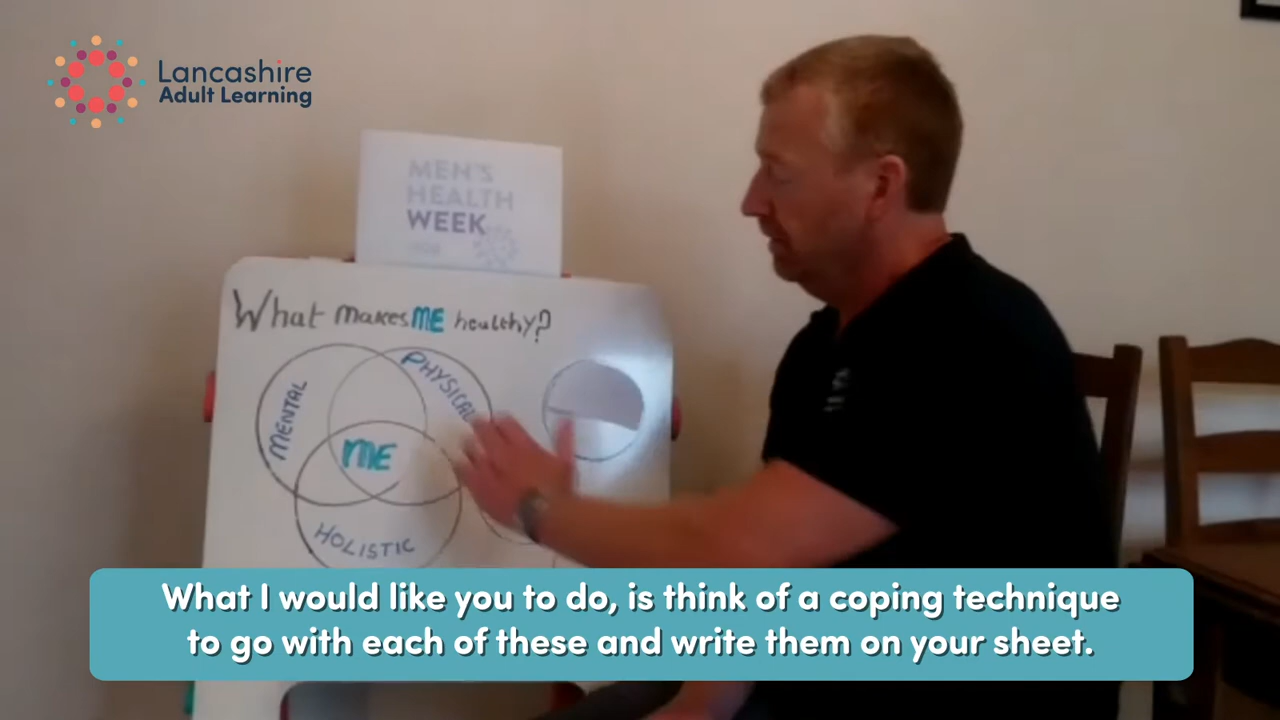 Lancashire
Adult Learning
MEN'S
HEALTH
WEEK
What makes ME healthy?
MENTAL
PHYSICAL
ME
HOLISTIC
What I would like you to do, is think of a coping technique
to go with each of these and write them on your sheet.